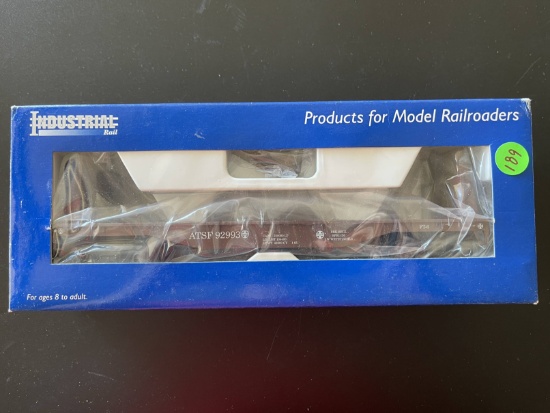 INDUSTRIAL
Rail
Products for Model Railroaders
189
ATSF 92993
For ages 8 to adult.